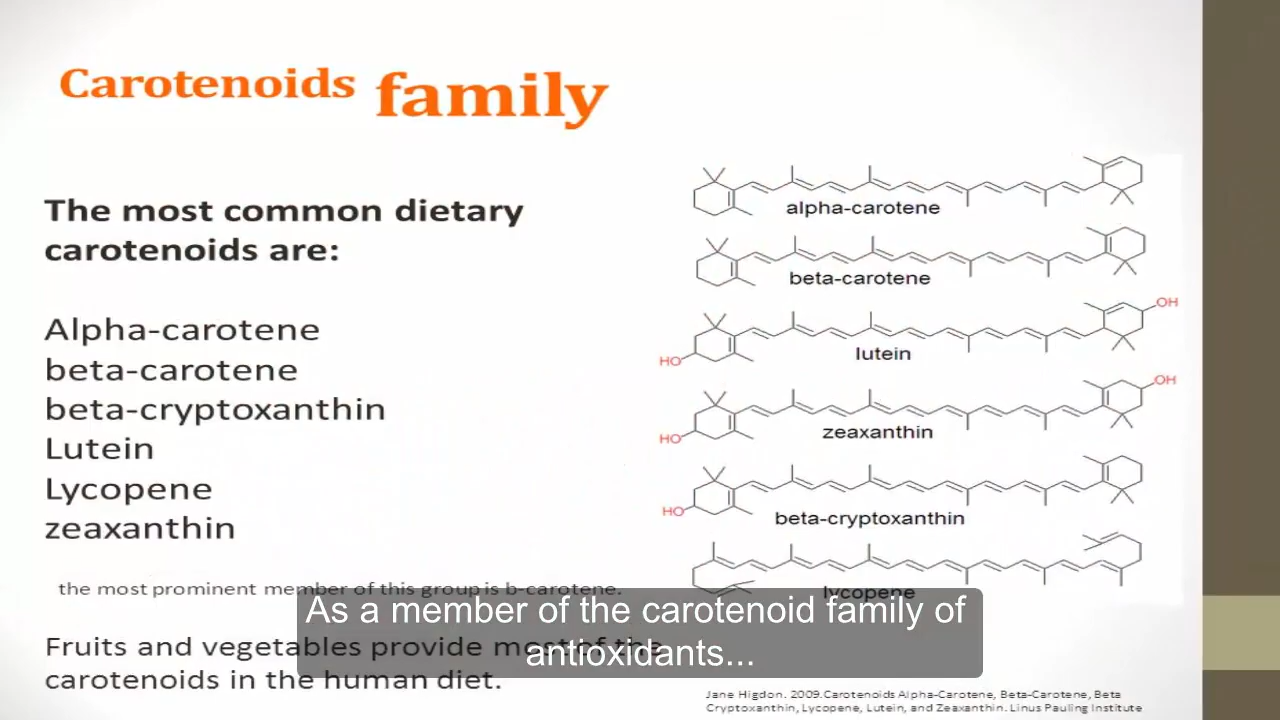 Carotenoids family
The most common dietary
carotenoids are:
Alpha-carotene
beta-carotene
beta-cryptoxanthin
Lutein
Lycopene
zeaxanthin
the most prominent member of this group is b-carotene.
Fruits and vegetables provide most of the
carotenoids in the human diet.
alpha-carotene
beta-carotene
OH
HO
lutein
OH
HO
zeaxanthin
HO
beta-cryptoxanthin
lycopene
As a member of the carotenoid family of
antioxidants...
Jane Higdon. 2009.Carotenoids Alpha-Carotene, Beta-Carotene, Beta
Cryptoxanthin, Lycopene, Lutein, and Zeaxanthin. Linus Pauling Institute